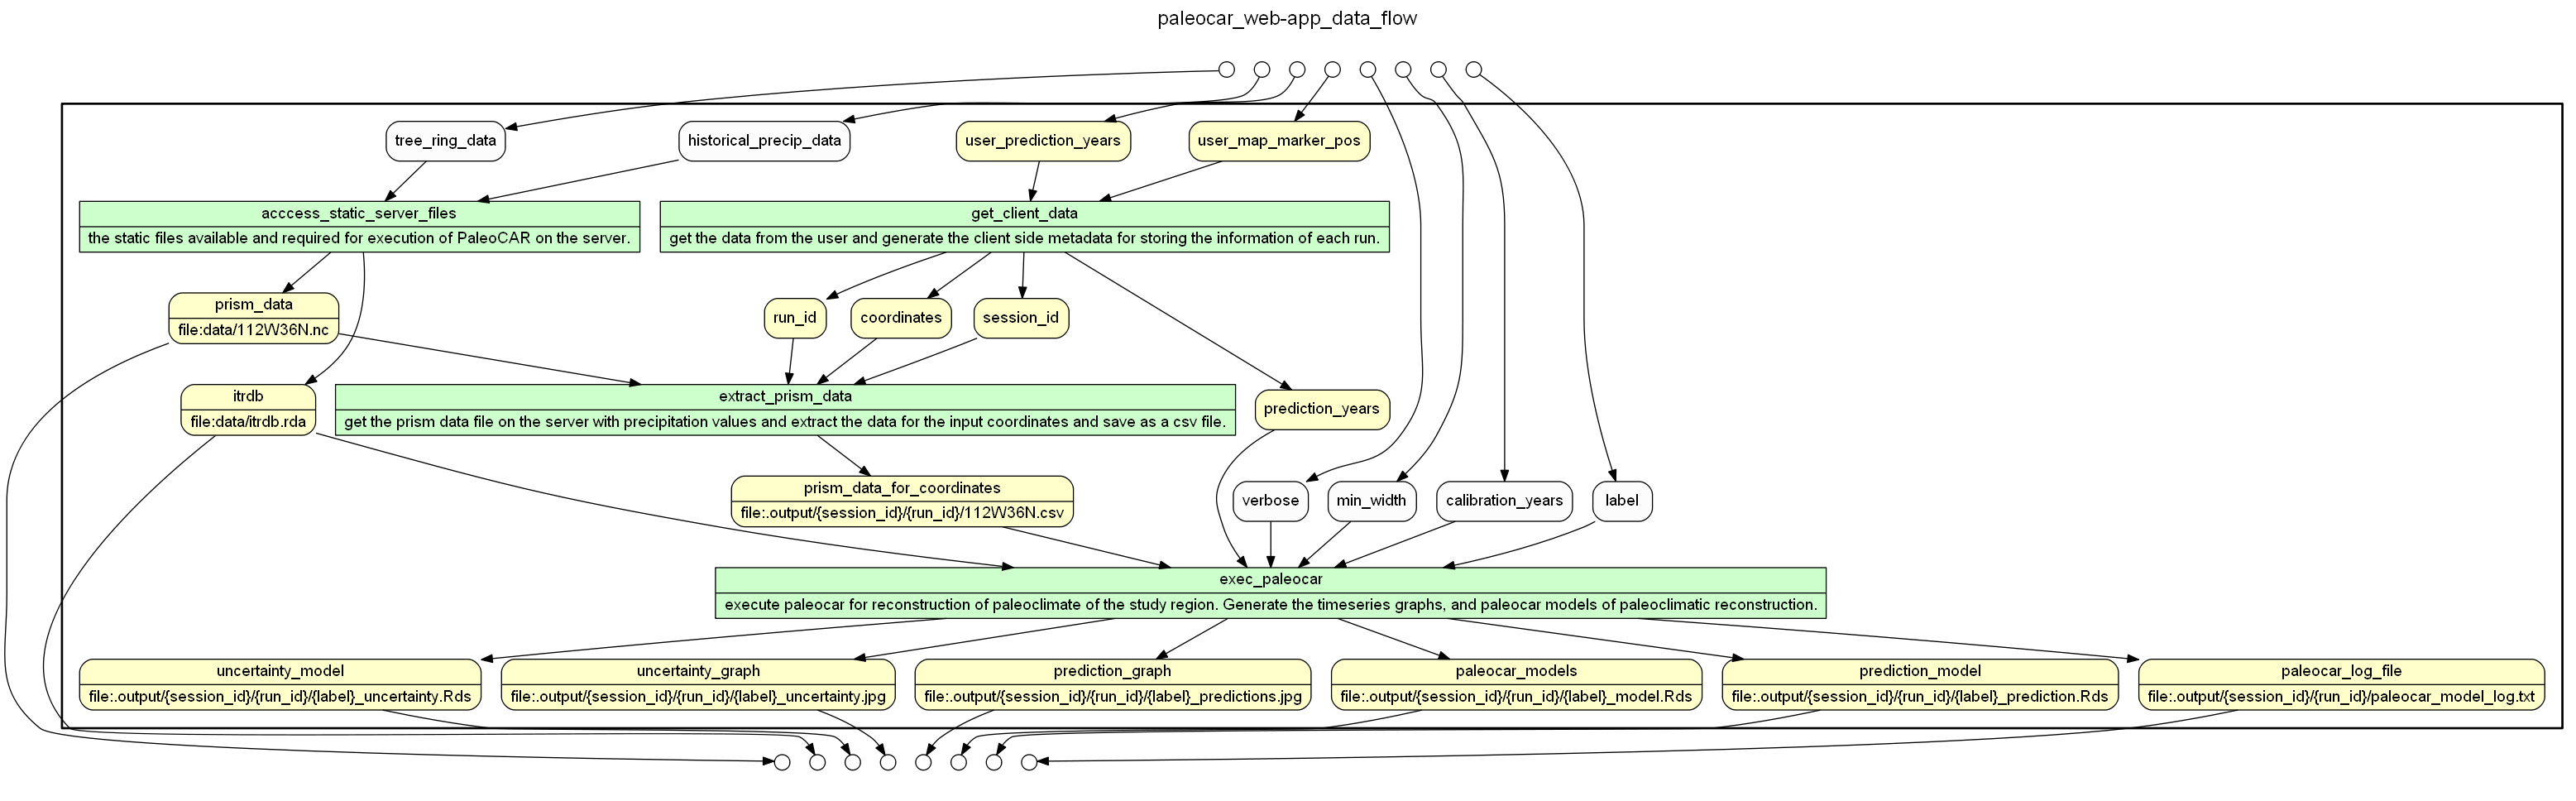 paleocar_web-app_data_flow
tree_ring_data
historical_precip_data
user_prediction_years
user_map_marker_pos
acccess_static_server_files
the static files available and required for execution of PaleoCAR on the server.
get_client_data
get the data from the user and generate the client side metadata for storing the information of each run.
prism_data
file:data/112W36N.nc
run_id
coordinates
session_id
itrdb
file:data/itrdb.rda
extract_prism_data
get the prism data file on the server with precipitation values and extract the data for the input coordinates and save as a csv file.
prediction_years
prism_data_for_coordinates
file:.output/{session_id}/{run_id}/112W36N.csv
verbose
min_width
calibration_years
label
exec_paleocar
execute paleocar for reconstruction of paleoclimate of the study region. Generate the timeseries graphs, and paleocar models of paleoclimatic reconstruction.
uncertainty_model
file:.output/{session_id}/{run_id}/{label}_uncertainty.Rds
uncertainty_graph
file:.output/{session_id}/{run_id}/{label}_uncertainty.jpg
prediction_graph
file:.output/{session_id}/{run_id}/{label}_predictions.jpg
paleocar_models
file:.output/{session_id}/{run_id}/{label}_model.Rds
prediction_model
file:.output/{session_id}/{run_id}/{label}_prediction.Rds
paleocar_log_file
file:.output/{session_id}/{run_id}/paleocar_model_log.txt